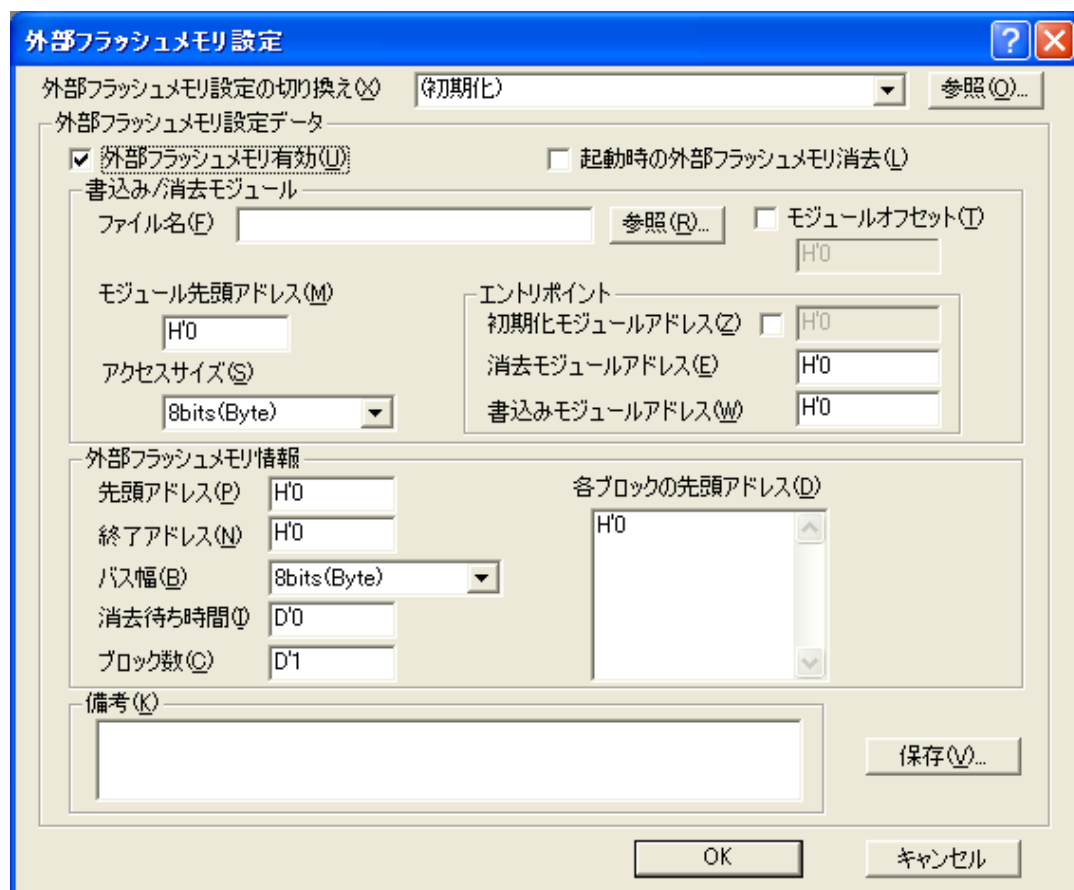 外部フラッシュメモリ設定
外部フラッシュメモリ設定の切り換え(X) (初期化) 参照(O)...
外部フラッシュメモリ設定データ
外部フラッシュメモリ有効(U) 起動時の外部フラッシュメモリ消去(L)
書込み/消去モジュール
ファイル名(F) 参照(R)... モジュールオフセット(T)
H'0
モジュール先頭アドレス(M)
H'0
アクセスサイズ(S)
8bits(Byte)
エントリポイント
初期化モジュールアドレス(Z) H'0
消去モジュールアドレス(E) H'0
書込みモジュールアドレス(W) H'0
外部フラッシュメモリ情報
先頭アドレス(P) H'0
終了アドレス(N) H'0
バス幅(B) 8bits(Byte)
消去待ち時間(I) D'0
ブロック数(C) D'1
各ブロックの先頭アドレス(D)
H'0
備考(K)
保存(V)...
OK キャンセル